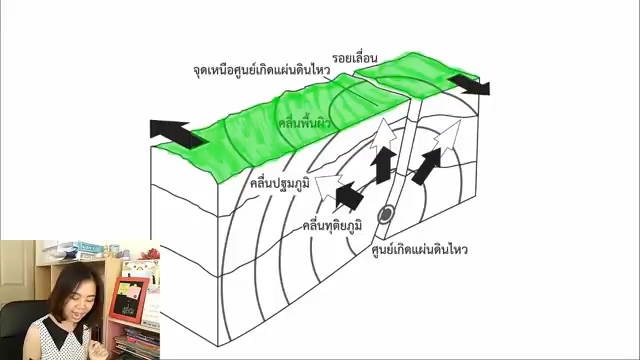 รอยเลื่อน
จุดเหนือศูนย์เกิดแผ่นดินไหว
คลื่นพื้นผิว
คลื่นปฐมภูมิ
คลื่นทุติยภูมิ
ศูนย์เกิดแผ่นดินไหว